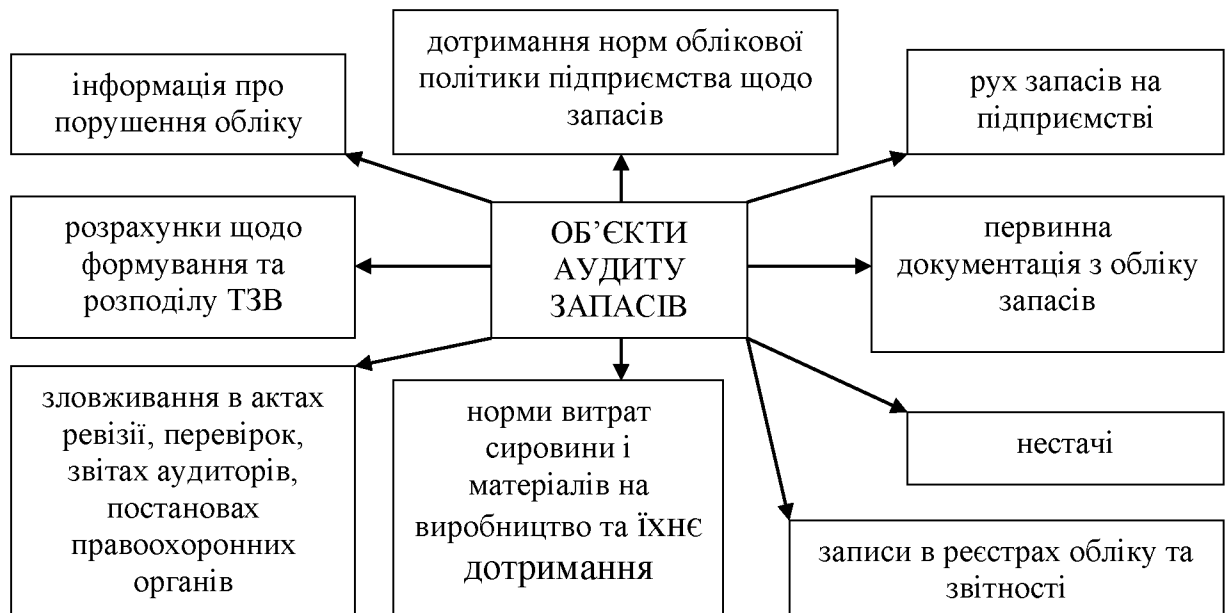 інформація про
порушення обліку
дотримання норм облікової
політики підприємства щодо
запасів
рух запасів на
підприємстві
розрахунки щодо
формування та
розподілу ТЗВ
ОБ’ЄКТИ
АУДИТУ
ЗАПАСІВ
первинна
документація з обліку
запасів
зловживання в актах
ревізії, перевірок,
звітах аудиторів,
постановах
правоохоронних
органів
норми витрат
сировини і
матеріалів на
виробництво та їхнє
дотримання
нестачі
записи в реєстрах обліку та
звітності